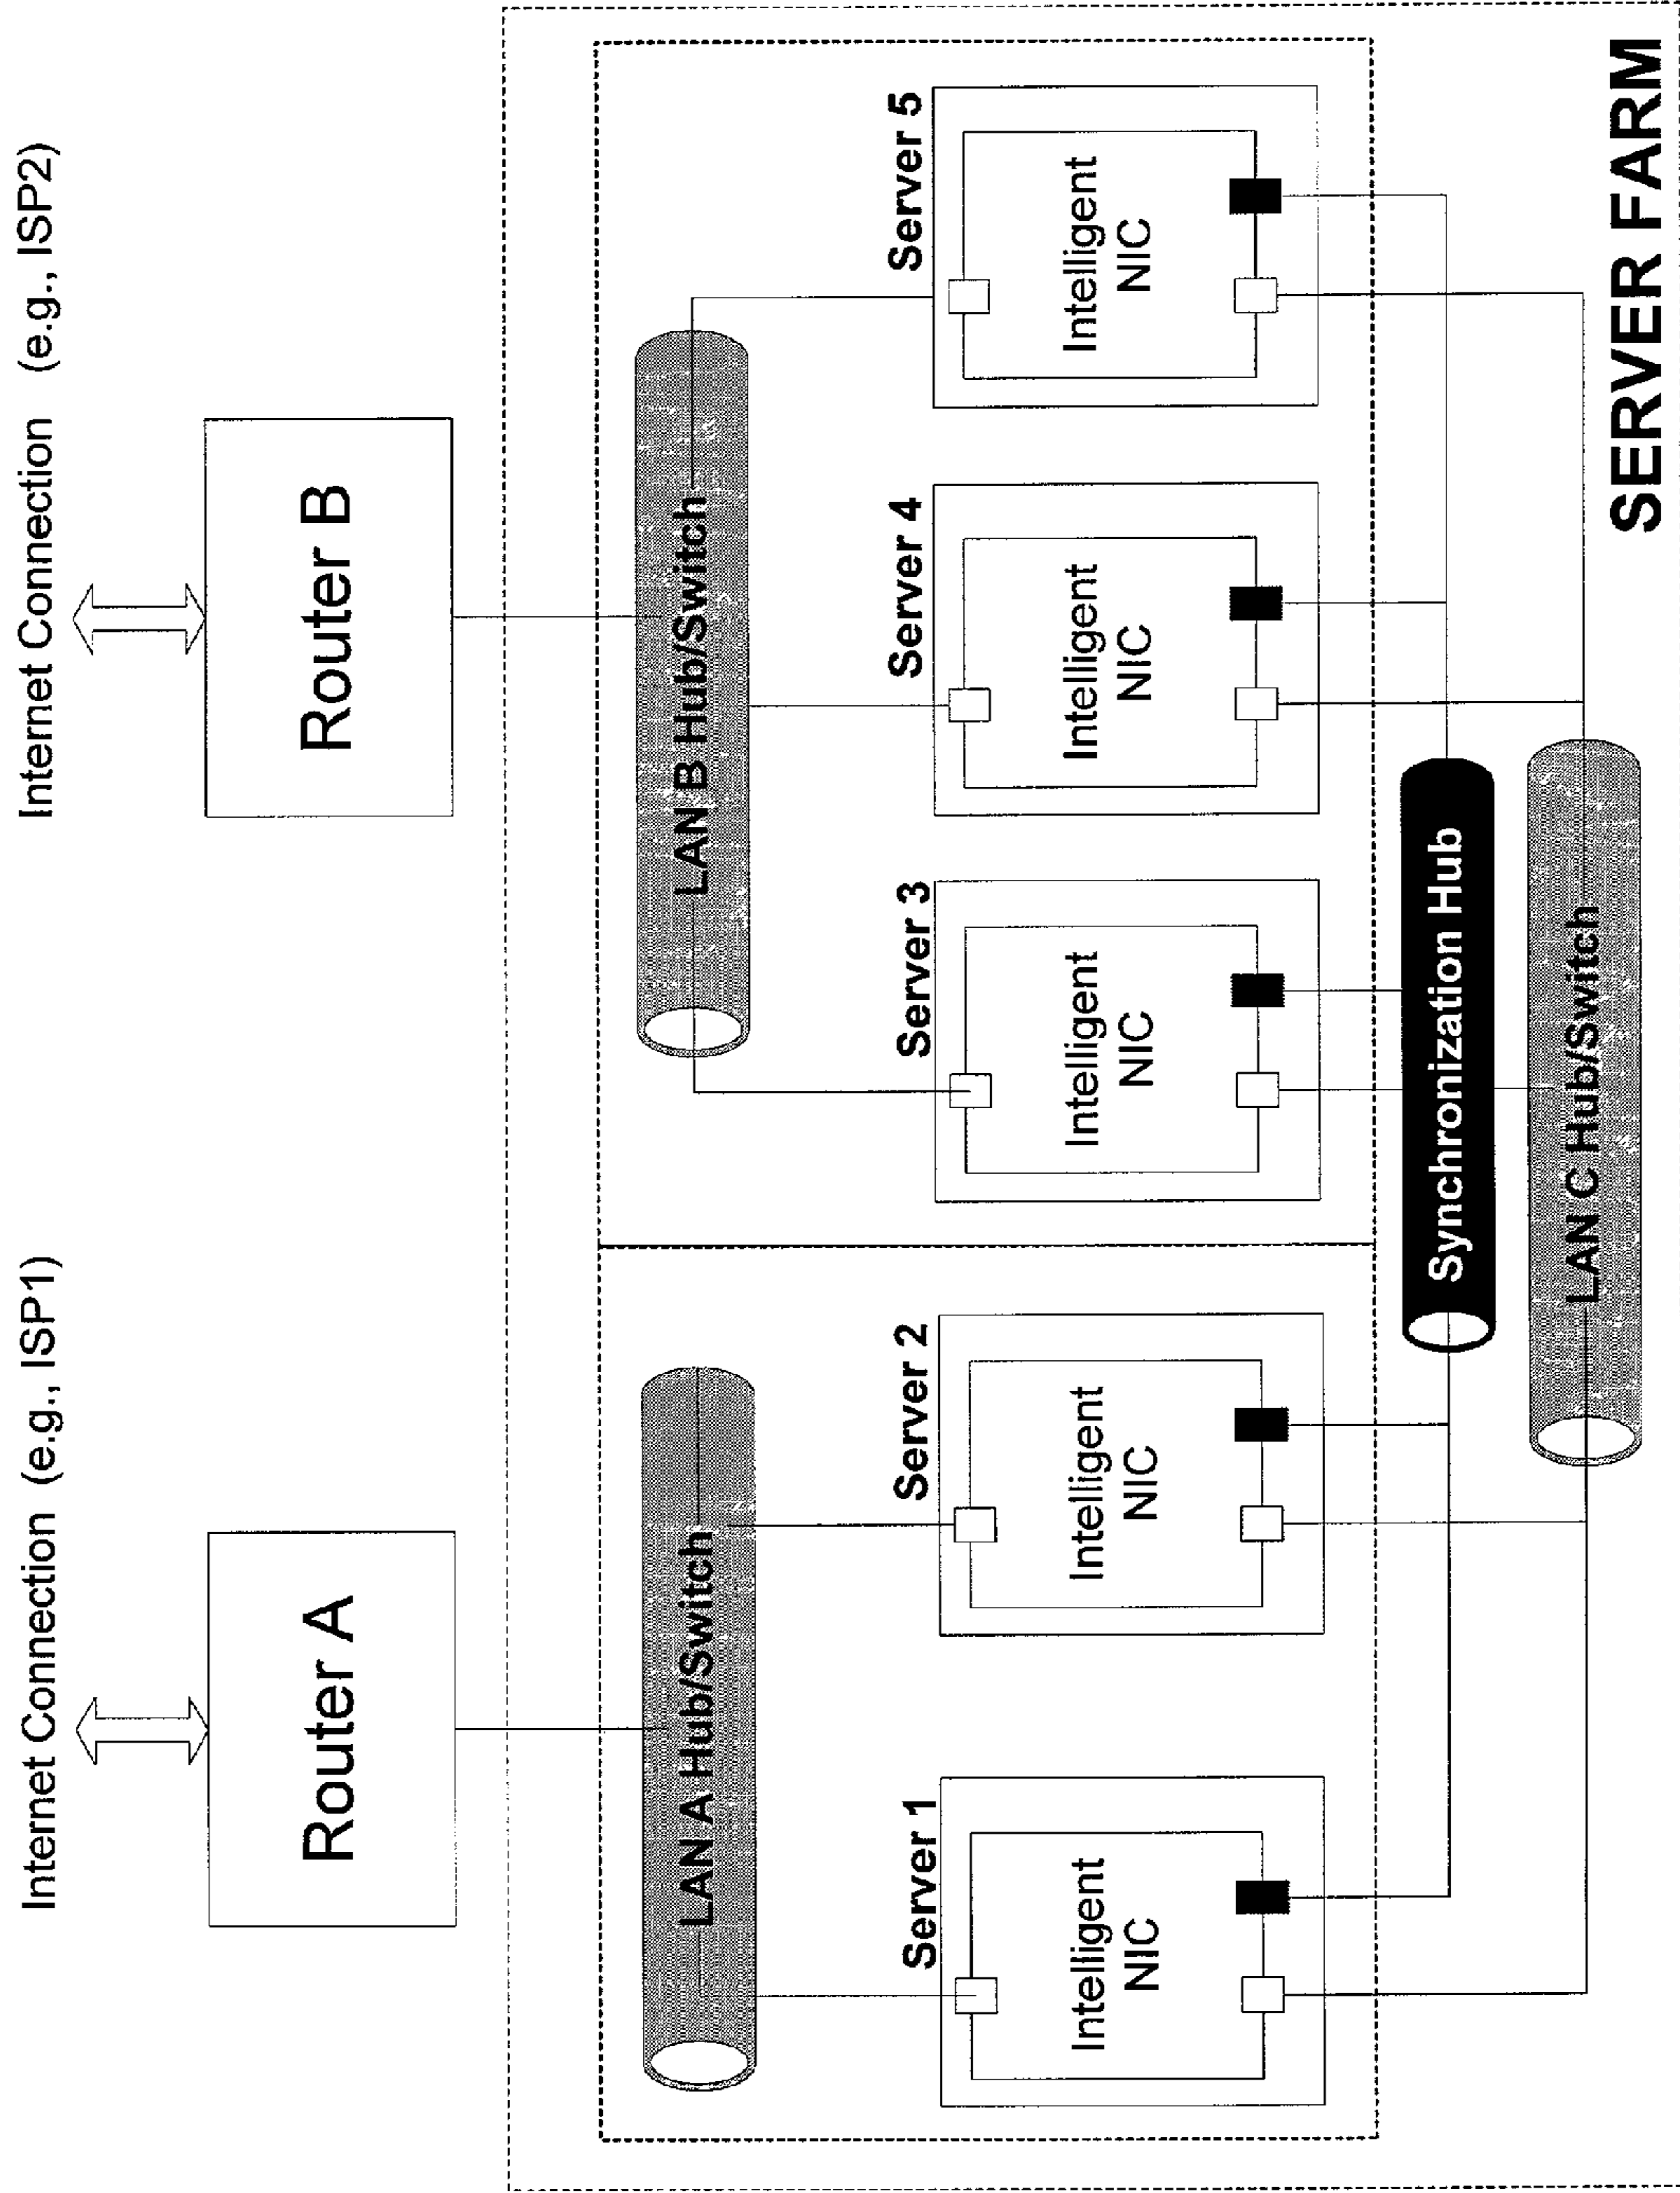 Internet Connection (e.g., ISP1)
Internet Connection (e.g., ISP2)
Router A
Router B
LAN A Hub/Switch
LAN B Hub/Switch
Server 1
Server 2
Server 3
Server 4
Server 5
Intelligent
NIC
Intelligent
NIC
Intelligent
NIC
Intelligent
NIC
Intelligent
NIC
Synchronization Hub
LAN C Hub/Switch
SERVER FARM